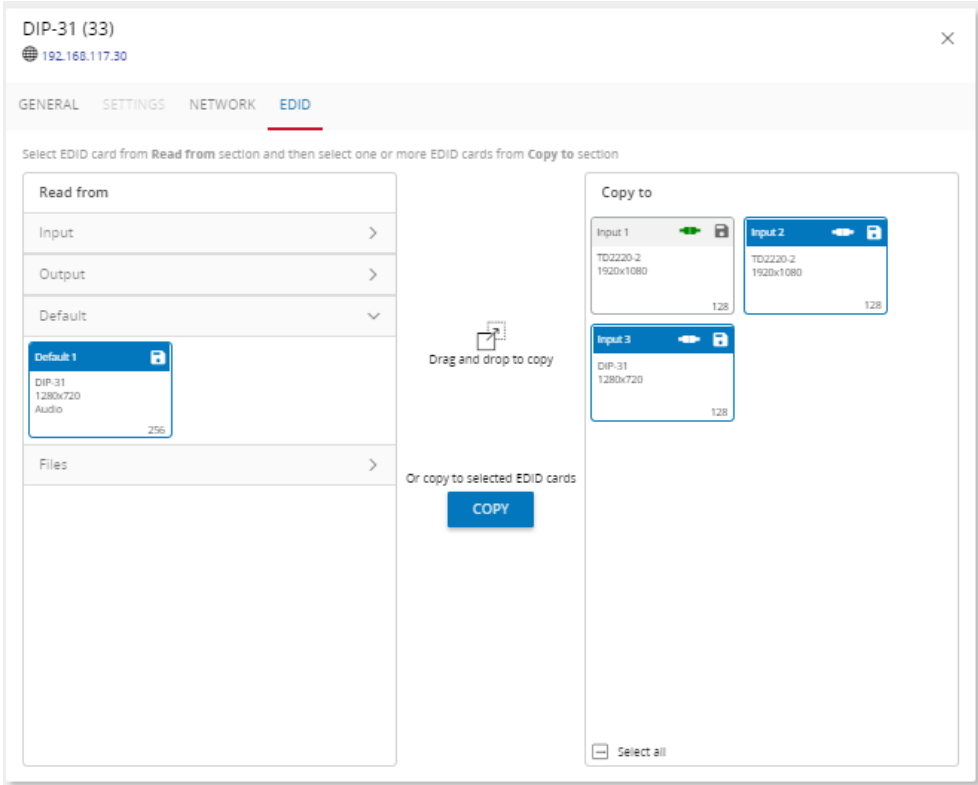 DIP-31 (33)
192.168.117.30
GENERAL SETTINGS NETWORK EDID
Select EDID card from Read from section and then select one or more EDID cards from Copy to section
Read from
Input
Output
Default
Default 1
DIP-31
1280x720
Audio
256
Files
Drag and drop to copy
Or copy to selected EDID cards
COPY
Copy to
Input 1
TD2220-2
1920x1080
128
Input 2
TD2220-2
1920x1080
128
Input 3
DIP-31
1280x720
128
Select all